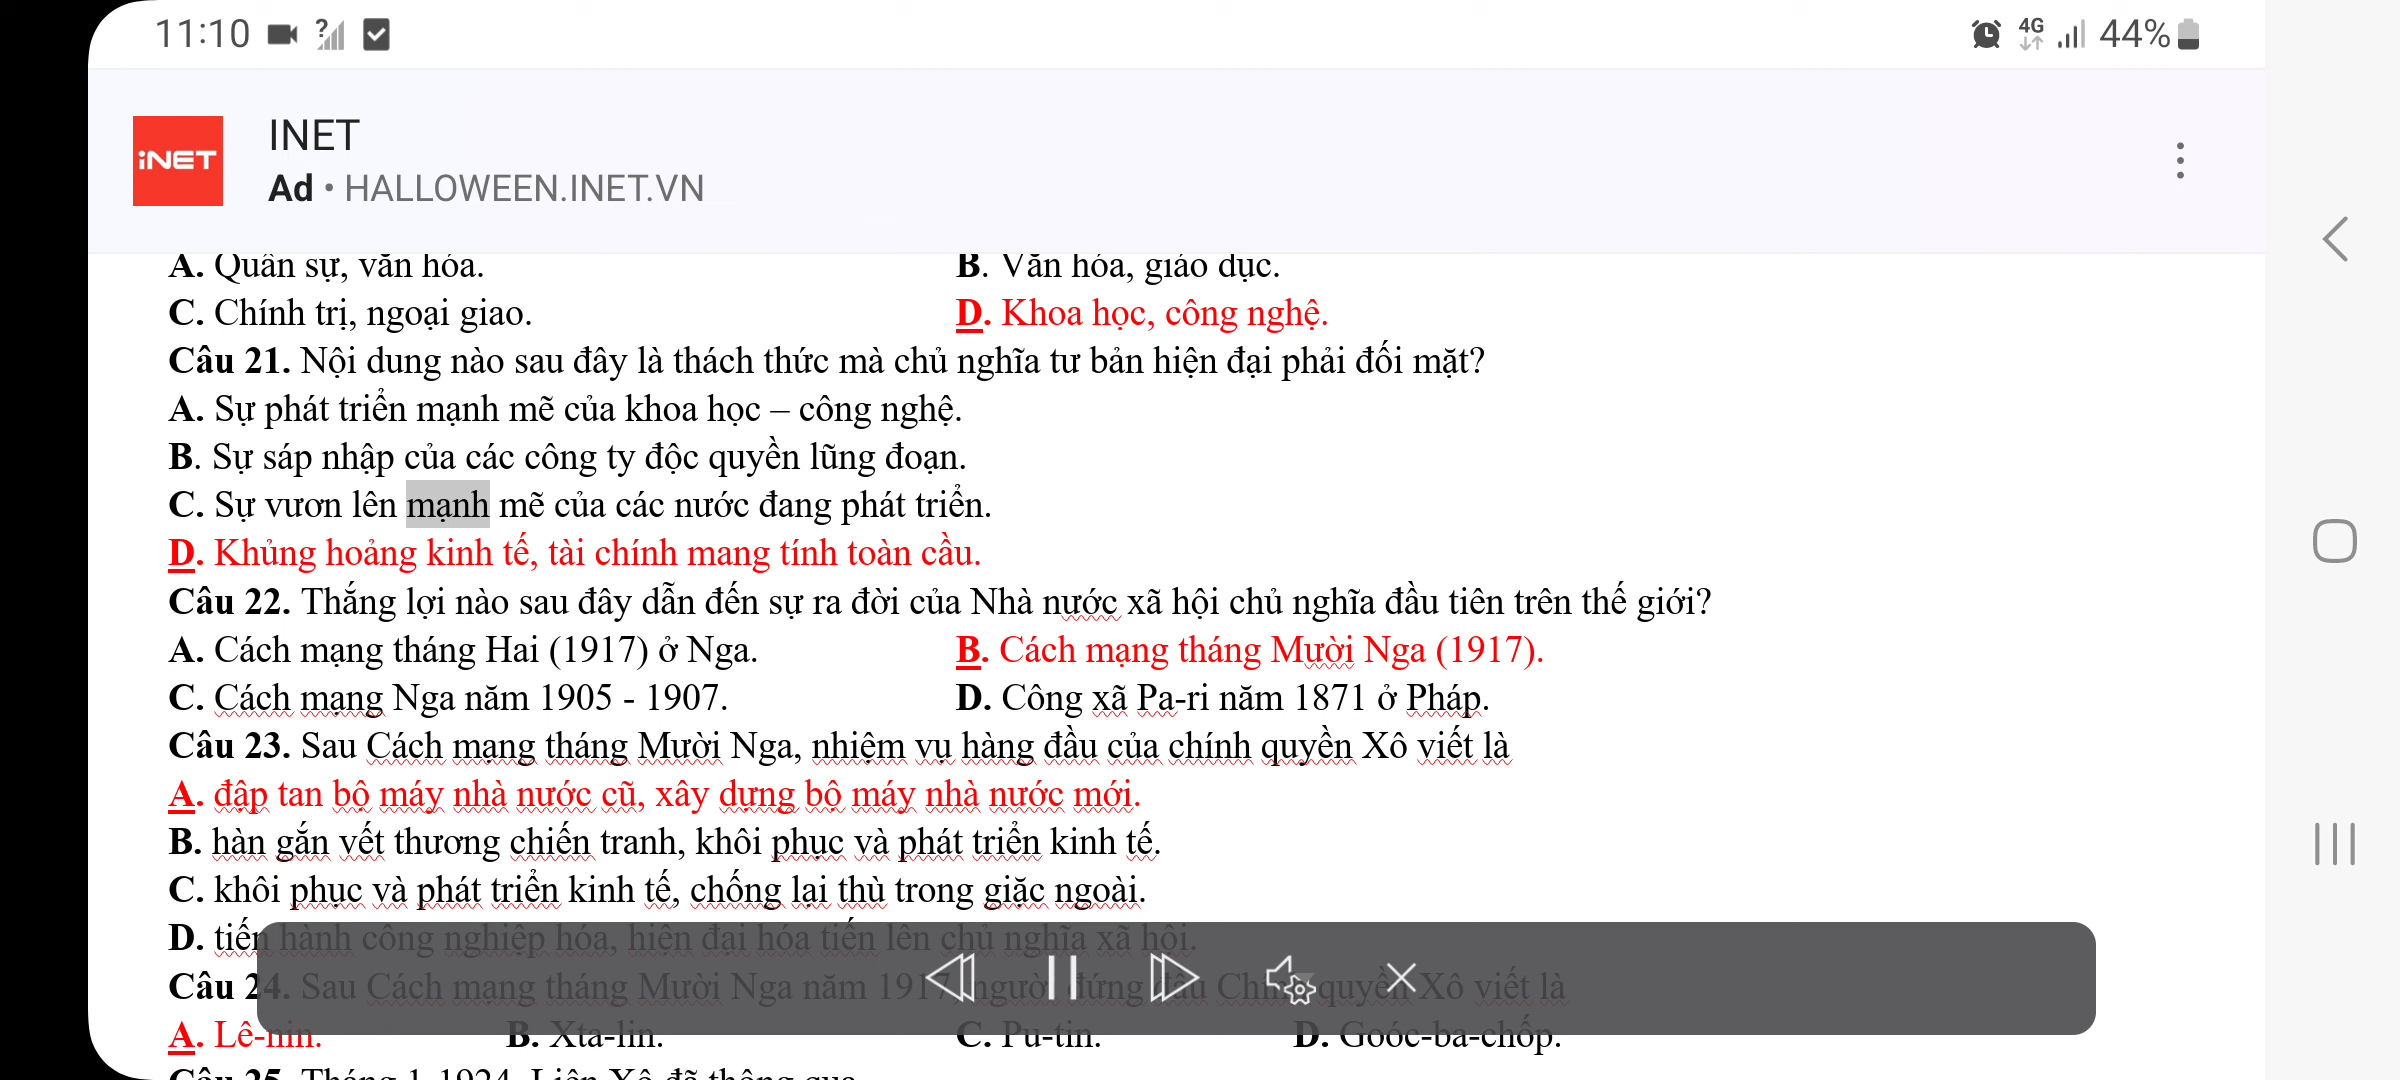 11:10 ? 4G 44%
iNET
INET
Ad • HALLOWEEN.INET.VN
A. Quân sự, văn hóa. B. Văn hóa, giáo dục.
C. Chính trị, ngoại giao. D. Khoa học, công nghệ.
Câu 21. Nội dung nào sau đây là thách thức mà chủ nghĩa tư bản hiện đại phải đối mặt?
A. Sự phát triển mạnh mẽ của khoa học – công nghệ.
B. Sự sáp nhập của các công ty độc quyền lũng đoạn.
C. Sự vươn lên mạnh mẽ của các nước đang phát triển.
D. Khủng hoảng kinh tế, tài chính mang tính toàn cầu.
Câu 22. Thắng lợi nào sau đây dẫn đến sự ra đời của Nhà nước xã hội chủ nghĩa đầu tiên trên thế giới?
A. Cách mạng tháng Hai (1917) ở Nga. B. Cách mạng tháng Mười Nga (1917).
C. Cách mạng Nga năm 1905 - 1907. D. Công xã Pa-ri năm 1871 ở Pháp.
Câu 23. Sau Cách mạng tháng Mười Nga, nhiệm vụ hàng đầu của chính quyền Xô viết là
A. đập tan bộ máy nhà nước cũ, xây dựng bộ máy nhà nước mới.
B. hàn gắn vết thương chiến tranh, khôi phục và phát triển kinh tế.
C. khôi phục và phát triển kinh tế, chống lại thù trong giặc ngoài.
D. tiến hành công nghiệp hóa, hiện đại hóa tiến lên chủ nghĩa xã hội.
Câu 24. Sau Cách mạng tháng Mười Nga năm 1917 người đứng đầu Chính quyền Xô viết là
A. Lê-nin. B. Xta-lin. C. Pu-tin. D. Goóc-ba-chốp.
Câu 25. Tháng 1-1924, Liên Xô đã thông qua